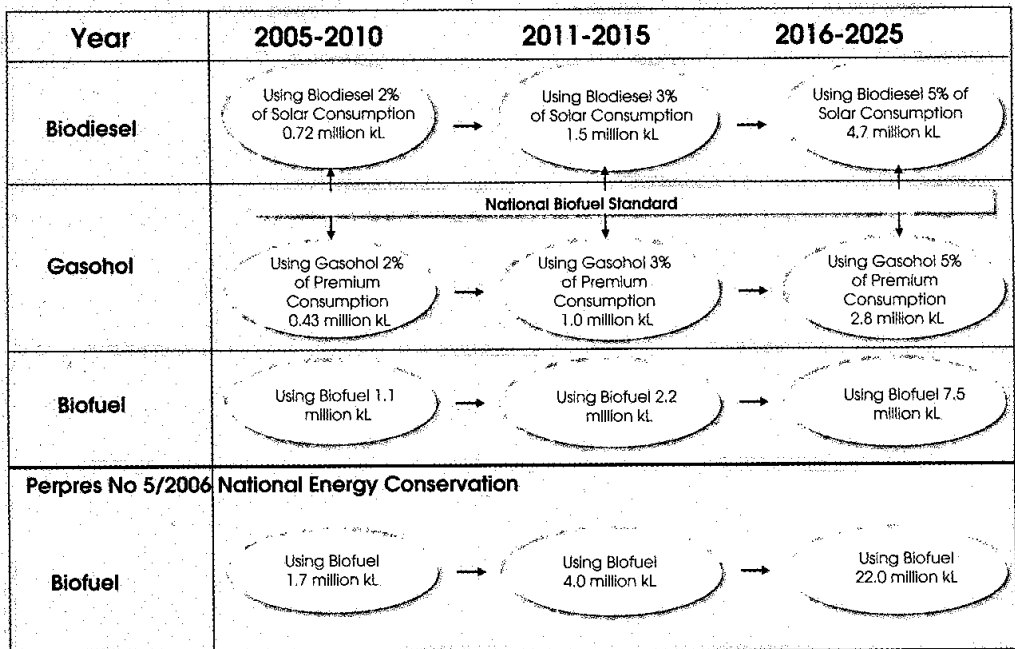 Year 2005-2010 2011-2015 2016-2025
Biodiesel
Using Biodiesel 2%
of Solar Consumption
0.72 million kL
Using Biodiesel 3%
of Solar Consumption
1.5 million kL
Using Biodiesel 5% of
Solar Consumption
4.7 million kL
National Biofuel Standard
Gasohol
Using Gasohol 2%
of Premium
Consumption
0.43 million kL
Using Gasohol 3%
of Premium
Consumption
1.0 million kL
Using Gasohol 5%
of Premium
Consumption
2.8 million kL
Biofuel
Using Biofuel 1.1
million kL
Using Biofuel 2.2
million kL
Using Biofuel 7.5
million kL
Perpres No 5/2006 National Energy Conservation
Biofuel
Using Biofuel
1.7 million kL
Using Biofuel
4.0 million kL
Using Biofuel
22.0 million kL